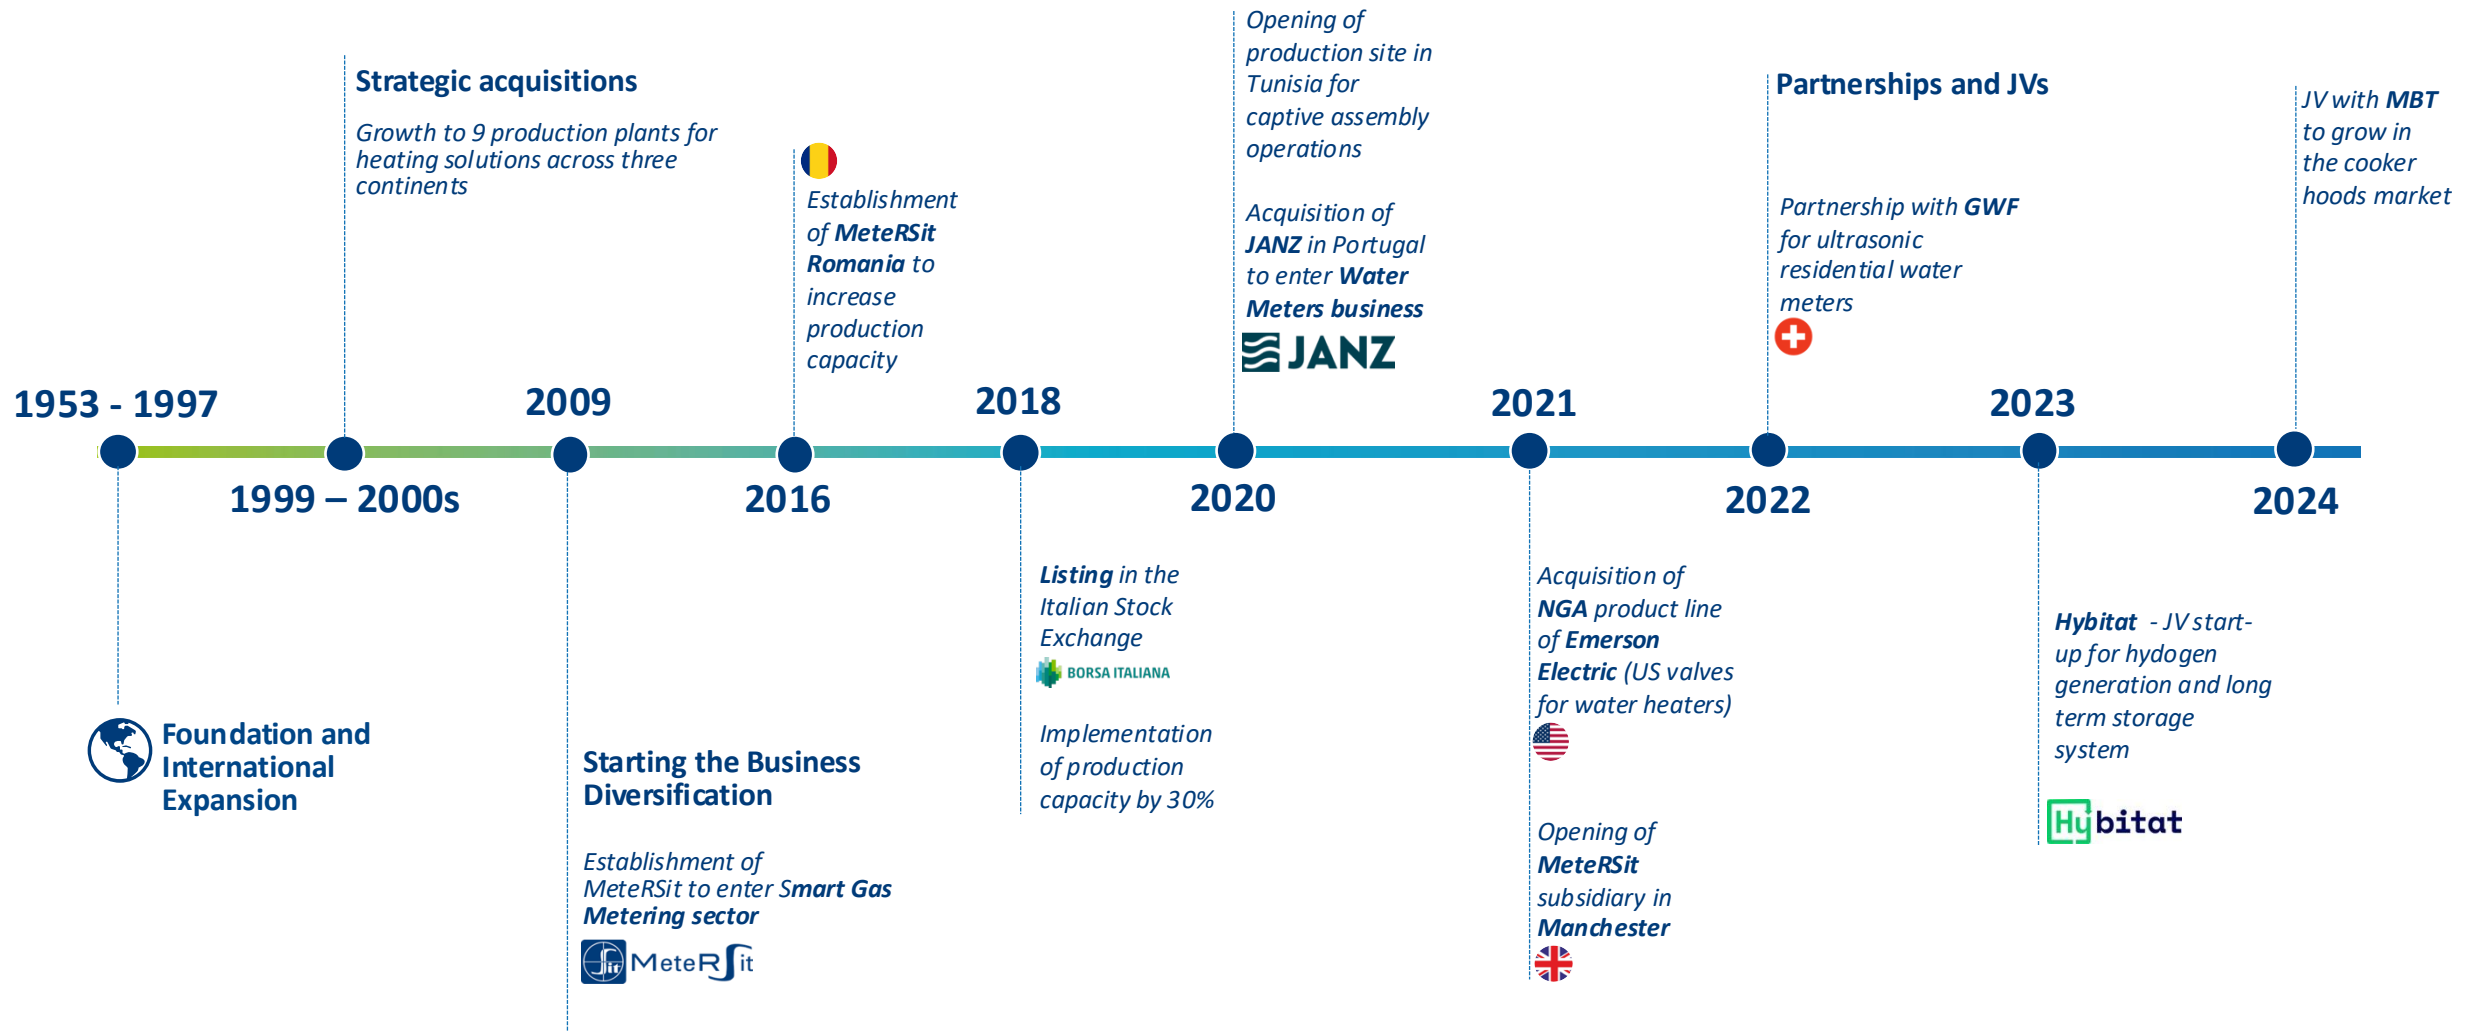 1953 - 1997
Foundation and
International
Expansion
1999 – 2000s
Strategic acquisitions
Growth to 9 production plants for
heating solutions across three
continents
2009
Starting the Business
Diversification
Establishment of
MeteRSit to enter Smart Gas
Metering sector
Sit MeteRSit
2016
Establishment
of MeteRSit
Romania to
increase
production
capacity
2018
Listing in the
Italian Stock
Exchange
BORSA ITALIANA
Implementation
of production
capacity by 30%
2020
Opening of
production site in
Tunisia for
captive assembly
operations
Acquisition of
JANZ in Portugal
to enter Water
Meters business
JANZ
2021
Acquisition of
NGA product line
of Emerson
Electric (US valves
for water heaters)
Opening of
MeteRSit
subsidiary in
Manchester
2022
Partnerships and JVs
Partnership with GWF
for ultrasonic
residential water
meters
2023
Hybitat - JV start-
up for hydogen
generation and long
term storage
system
Hybitat
2024
JV with MBT
to grow in
the cooker
hoods market